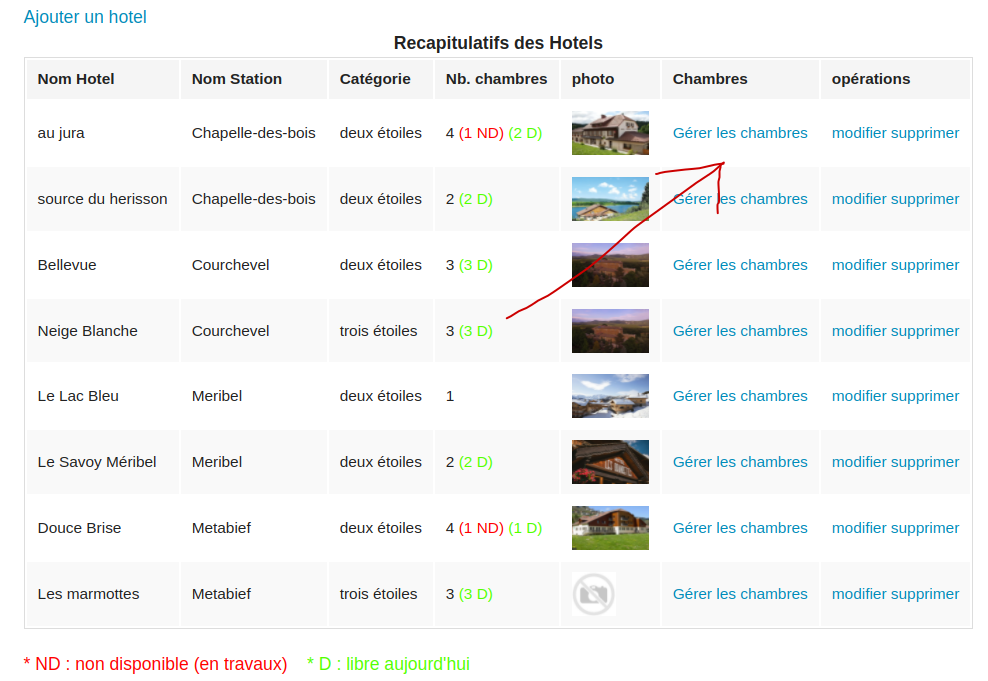 Ajouter un hotel
Recapitulatifs des Hotels
Nom Hotel Nom Station Catégorie Nb. chambres photo Chambres opérations
au jura Chapelle-des-bois deux étoiles 4 (1 ND) (2 D) Gérer les chambres modifier supprimer
source du herisson Chapelle-des-bois deux étoiles 2 (2 D) Gérer les chambres modifier supprimer
Bellevue Courchevel deux étoiles 3 (3 D) Gérer les chambres modifier supprimer
Neige Blanche Courchevel trois étoiles 3 (3 D) Gérer les chambres modifier supprimer
Le Lac Bleu Meribel deux étoiles 1 Gérer les chambres modifier supprimer
Le Savoy Méribel Meribel deux étoiles 2 (2 D) Gérer les chambres modifier supprimer
Douce Brise Metabief deux étoiles 4 (1 ND) (1 D) Gérer les chambres modifier supprimer
Les marmottes Metabief trois étoiles 3 (3 D) Gérer les chambres modifier supprimer
* ND : non disponible (en travaux) * D : libre aujourd'hui